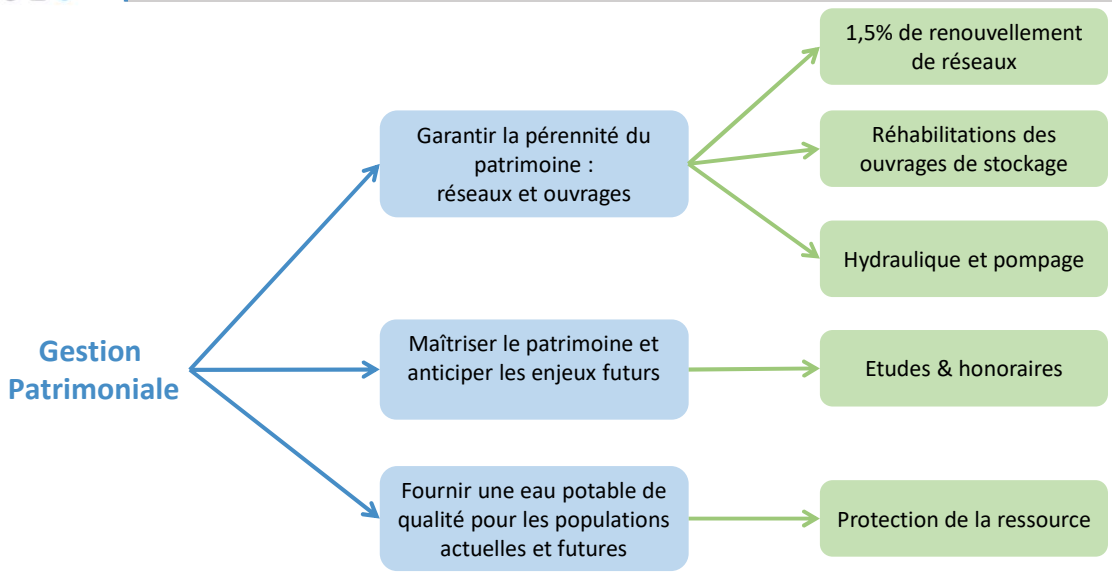 1,5% de renouvellement
de réseaux
Garantir la pérennité du
patrimoine :
réseaux et ouvrages
Réhabilitations des
ouvrages de stockage
Hydraulique et pompage
Gestion
Patrimoniale
Maîtriser le patrimoine et
anticiper les enjeux futurs
Etudes & honoraires
Fournir une eau potable de
qualité pour les populations
actuelles et futures
Protection de la ressource